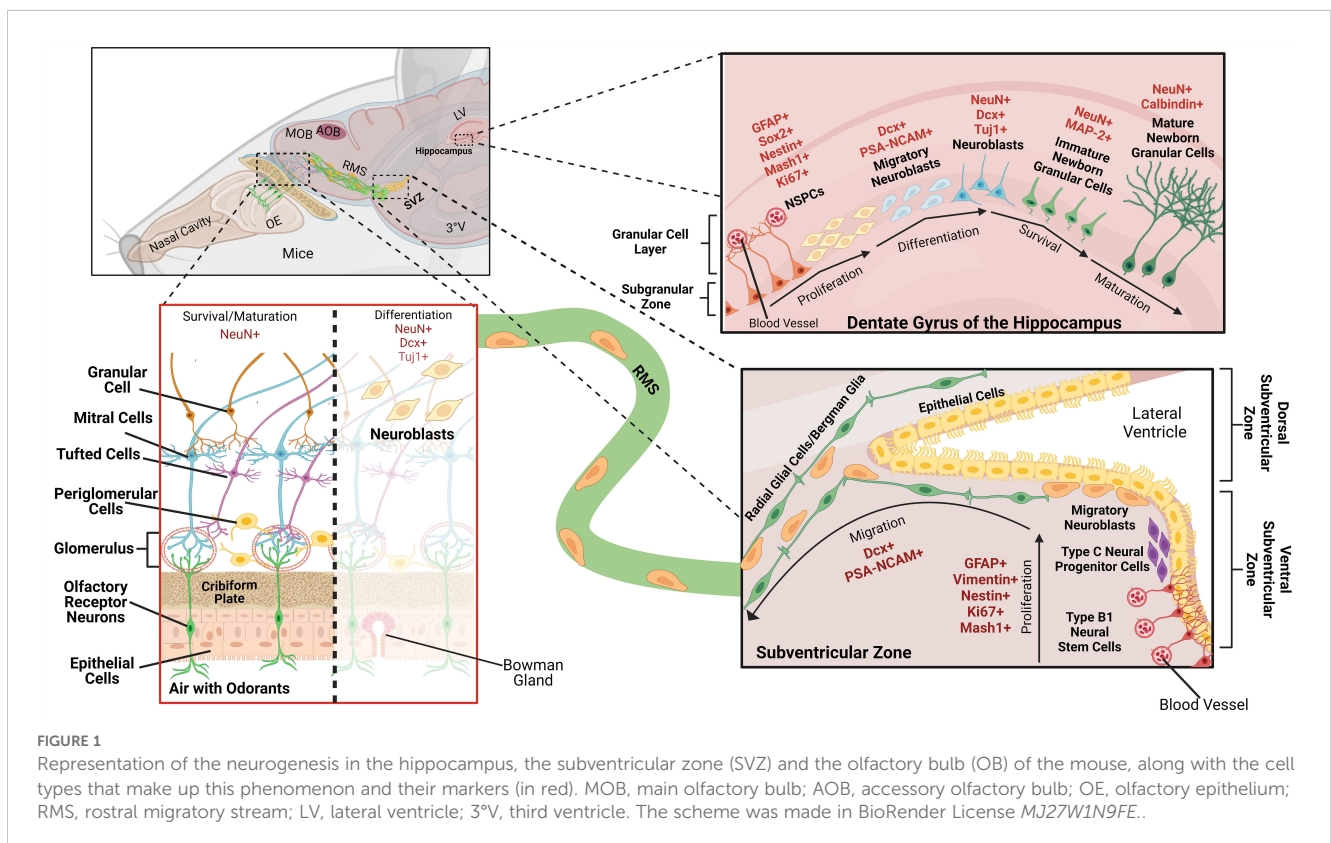 MOB
AOB
LV
Hippocampus
RMS
SVZ
OE
3°V
Nasal Cavity
Mice
GFAP+
Sox2+
Nestin+
Mash1+
Ki67+
NSPCs
Dcx+
PSA-NCAM+
Migratory
Neuroblasts
NeuN+
Dcx+
Tuj1+
Neuroblasts
NeuN+
MAP-2+
Immature
Newborn
Granular Cells
NeuN+
Calbindin+
Mature
Newborn
Granular Cells
Granular Cell
Layer
Subgranular
Zone
Proliferation
Differentiation
Survival
Maturation
Blood Vessel
Dentate Gyrus of the Hippocampus
Survival/Maturation
NeuN+
Differentiation
NeuN+
Dcx+
Tuj1+
Neuroblasts
Granular
Cell
Mitral Cells
Tufted Cells
Periglomerular
Cells
Glomerulus
Olfactory
Receptor
Neurons
Epithelial
Cells
Cribiform
Plate
Air with Odorants
Bowman
Gland
RMS
Radial Glial Cells/Bergman Glia
Epithelial Cells
Lateral
Ventricle
Dorsal
Subventricular
Zone
Ventral
Subventricular
Zone
Migration
Dcx+
PSA-NCAM+
GFAP+
Vimentin+
Nestin+
Ki67+
Mash1+
Proliferation
Migratory
Neuroblasts
Type C Neural
Progenitor Cells
Type B1
Neural
Stem Cells
Subventricular Zone
Blood Vessel
FIGURE 1
Representation of the neurogenesis in the hippocampus, the subventricular zone (SVZ) and the olfactory bulb (OB) of the mouse, along with the cell
types that make up this phenomenon and their markers (in red). MOB, main olfactory bulb; AOB, accessory olfactory bulb; OE, olfactory epithelium;
RMS, rostral migratory stream; LV, lateral ventricle; 3°V, third ventricle. The scheme was made in BioRender License MJ27W1N9FE..